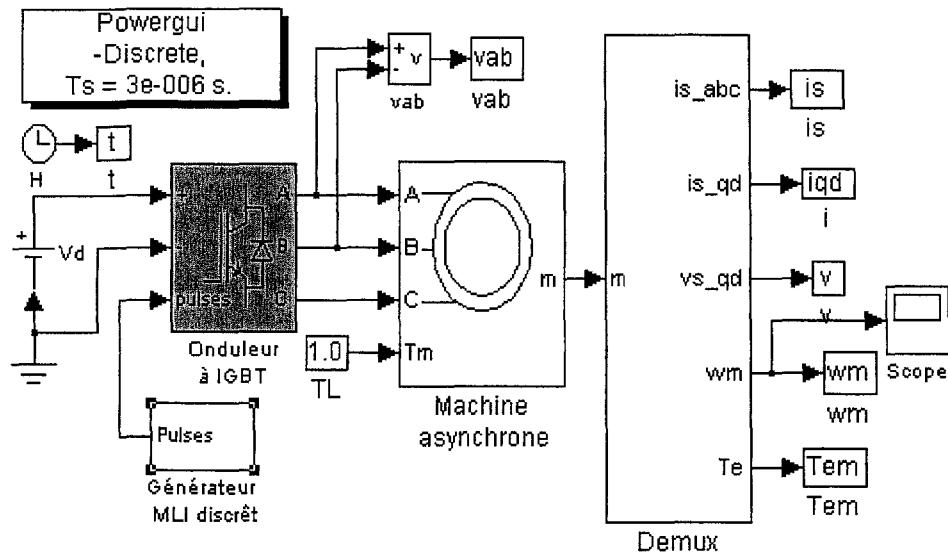 Powergui
-Discrete,
Ts = 3e-006 s.
+
-
v
vab
vab
vab
t
H
t
is_abc
is
is
+
A
A
is_qd
iqd
i
+
Vd
-
B
B
m
m
vs_qd
v
v
pulses
C
C
Onduleur
à IGBT
1.0
TL
Tm
wm
wm
wm
Scope
Machine
asynchrone
Pulses
Te
Tem
Tem
Générateur
MLI discrêt
Demux